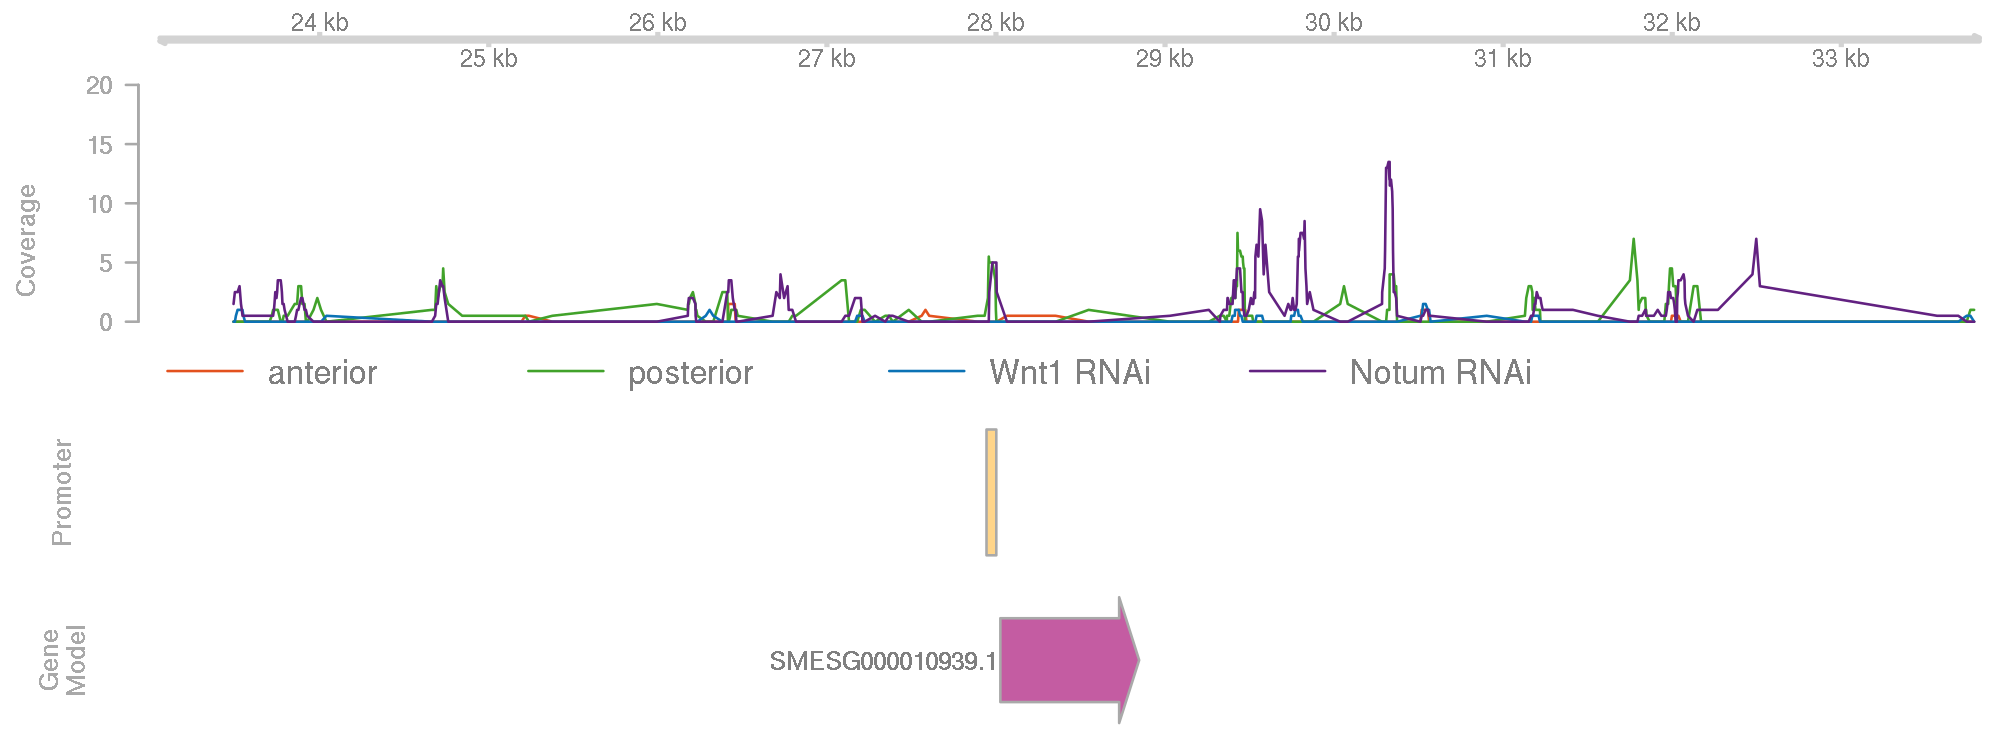 24 kb 26 kb 28 kb 30 kb 32 kb
25 kb 27 kb 29 kb 31 kb 33 kb
20
15
10
5
0
Coverage
anterior posterior Wnt1 RNAi Notum RNAi
Promoter
Gene
Model
SMESG000010939.1